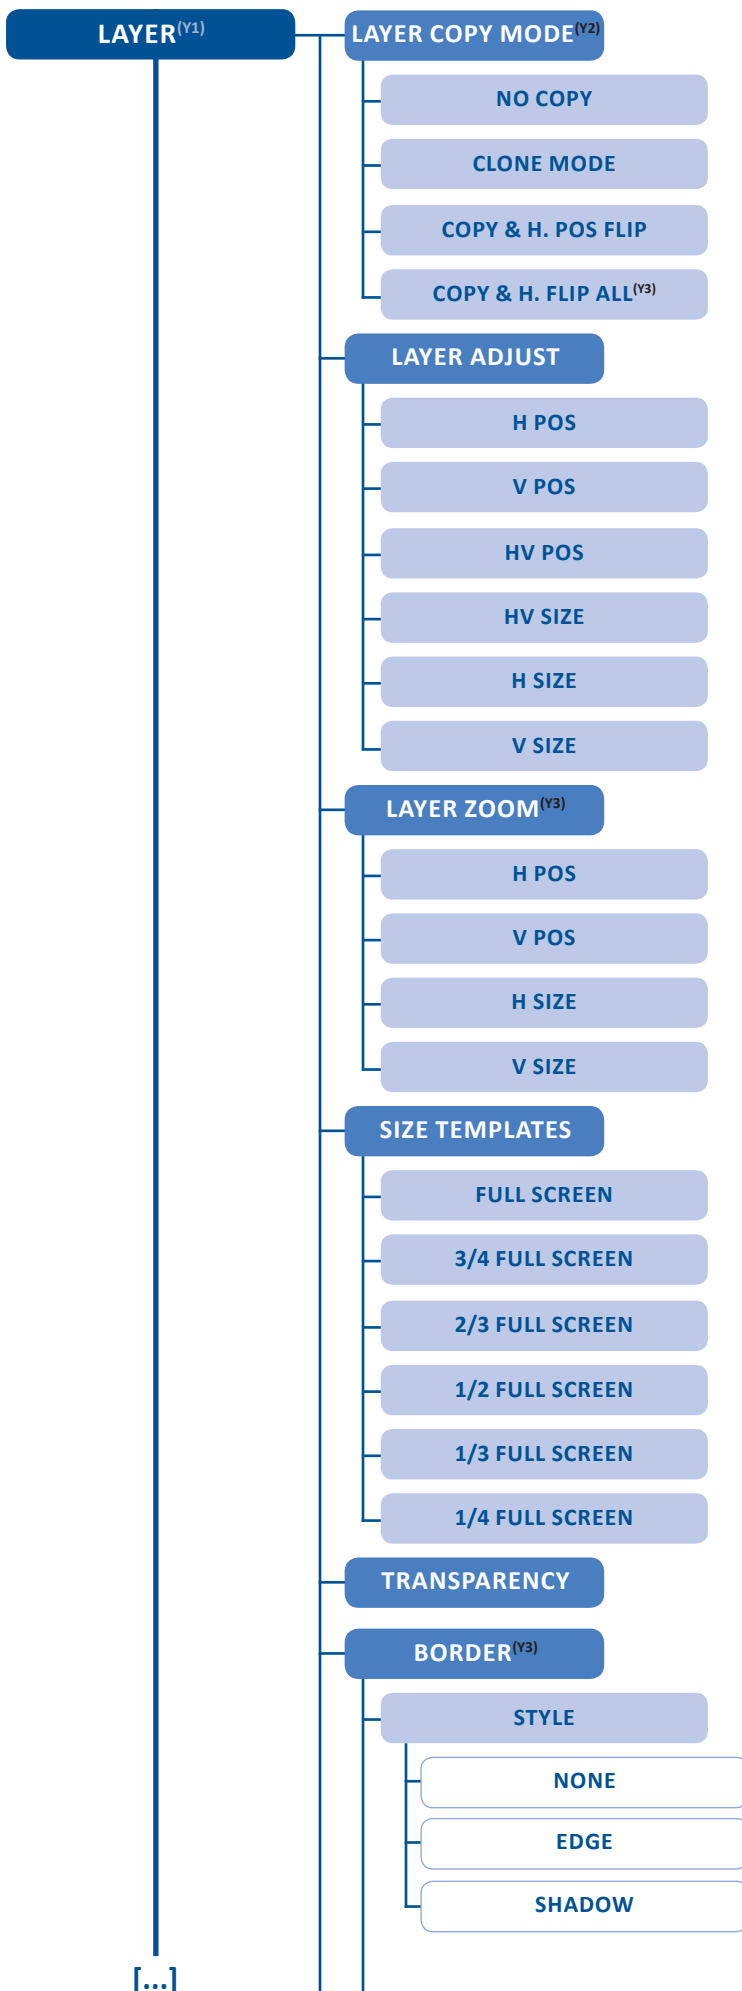 LAYER(Y1)
LAYER COPY MODE(Y2)
NO COPY
CLONE MODE
COPY & H. POS FLIP
COPY & H. FLIP ALL(Y3)
LAYER ADJUST
H POS
V POS
HV POS
HV SIZE
H SIZE
V SIZE
LAYER ZOOM(Y3)
H POS
V POS
H SIZE
V SIZE
SIZE TEMPLATES
FULL SCREEN
3/4 FULL SCREEN
2/3 FULL SCREEN
1/2 FULL SCREEN
1/3 FULL SCREEN
1/4 FULL SCREEN
TRANSPARENCY
BORDER(Y3)
STYLE
NONE
EDGE
SHADOW
[...]